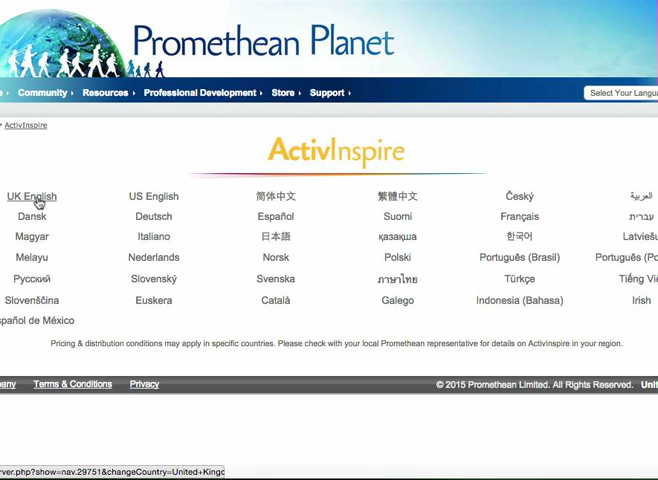 Promethean Planet
Community Resources Professional Development Store Support Select Your Langua
ActivInspire
ActivInspire
UK English US English 简体中文 繁體中文 Český العربية
Dansk Deutsch Español Suomi Français עברית
Magyar Italiano 日本語 қазақша 한국어 Latviešu
Melayu Nederlands Norsk Polski Português (Brasil) Português (Po
Русский Slovenský Svenska ภาษาไทย Türkçe Tiếng Việ
Slovenščina Euskera Català Galego Indonesia (Bahasa) Irish
spañol de México
Pricing & distribution conditions may apply in specific countries. Please check with your local Promethean representative for details on ActivInspire in your region.
pany Terms & Conditions Privacy © 2015 Promethean Limited. All Rights Reserved. Unit
rver.php?show=nav.29751&changeCountry=United+Kingd